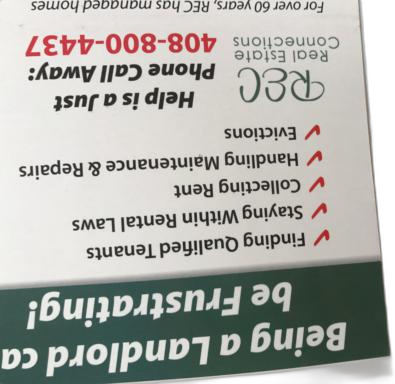 Being a Landlord ca
be Frustrating!
Finding Qualified Tenants
Staying Within Rental Laws
Collecting Rent
Handling Maintenance & Repairs
Evictions
REC
Real Estate
Connections
Help is a Just
Phone Call Away:
408-800-4437
For over 60 years, REC has managed homes